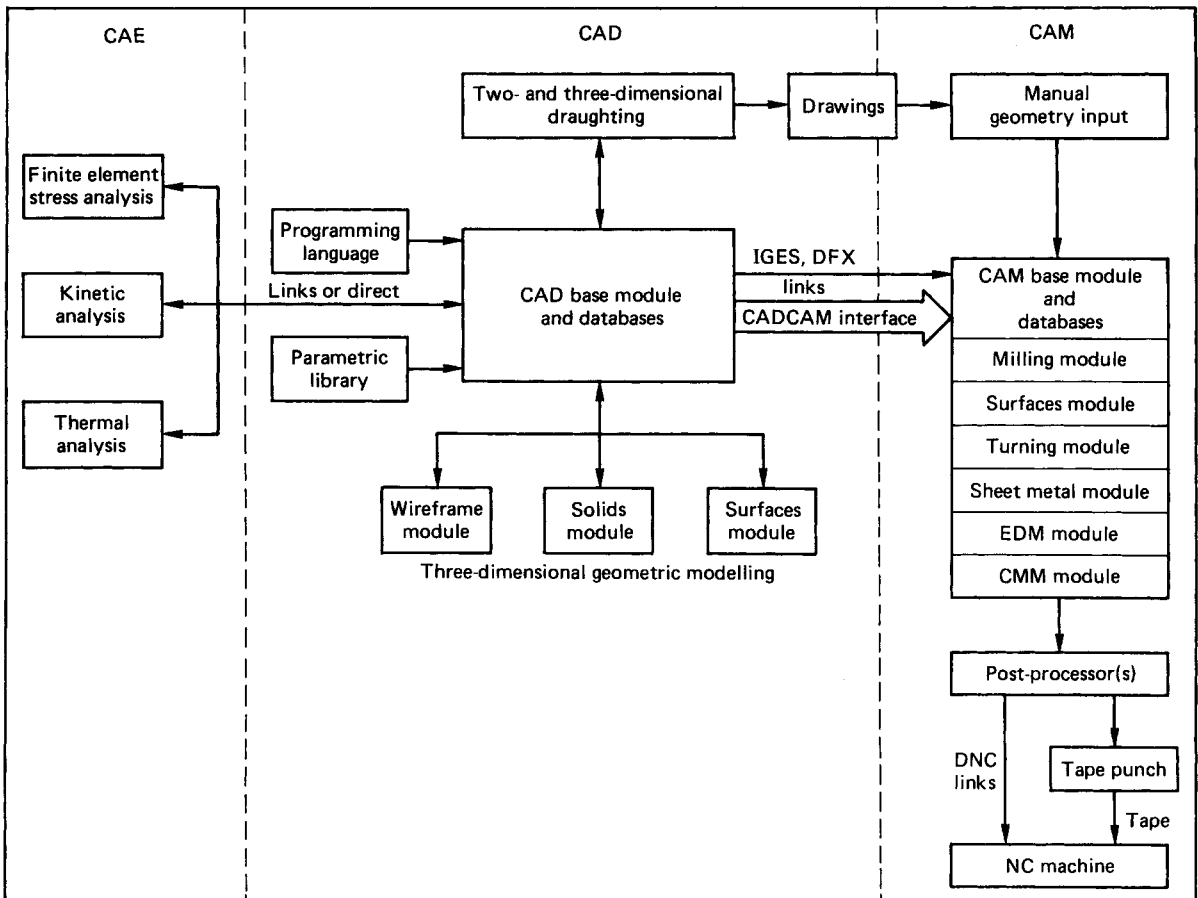 CAE
CAD
CAM
Two- and three-dimensional
draughting
Drawings
Manual
geometry input
Finite element
stress analysis
Kinetic
analysis
Thermal
analysis
Links or direct
Programming
language
Parametric
library
CAD base module
and databases
IGES, DFX
links
CADCAM interface
Wireframe
module
Solids
module
Surfaces
module
Three-dimensional geometric modelling
CAM base module
and
databases
Milling module
Surfaces module
Turning module
Sheet metal module
EDM module
CMM module
Post-processor(s)
DNC
links
Tape punch
Tape
NC machine